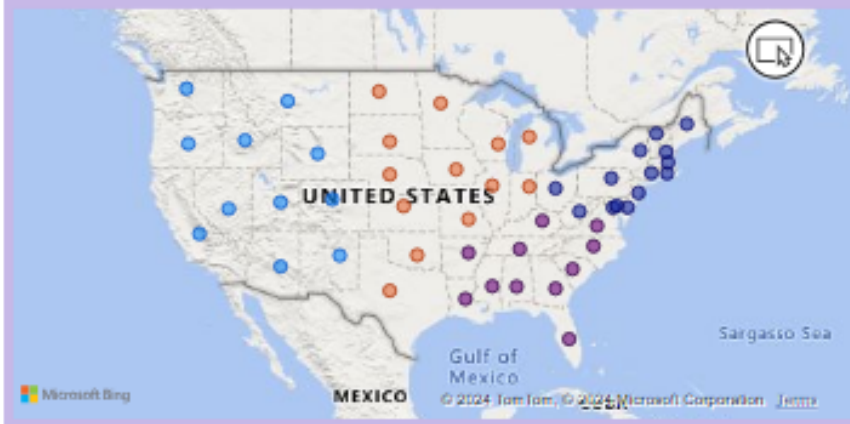 UNITED STATES
Sargasso Sea
Gulf of
Mexico
MEXICO
Microsoft Bing
© 2024 TomTom, © 2024 Microsoft Corporation Terms